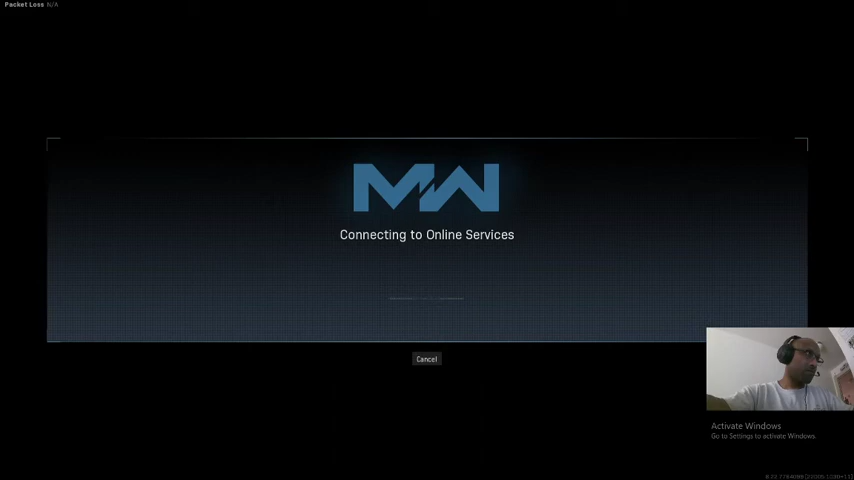 Packet Loss N/A
MW
Connecting to Online Services
Cancel
Activate Windows
Go to Settings to activate Windows.